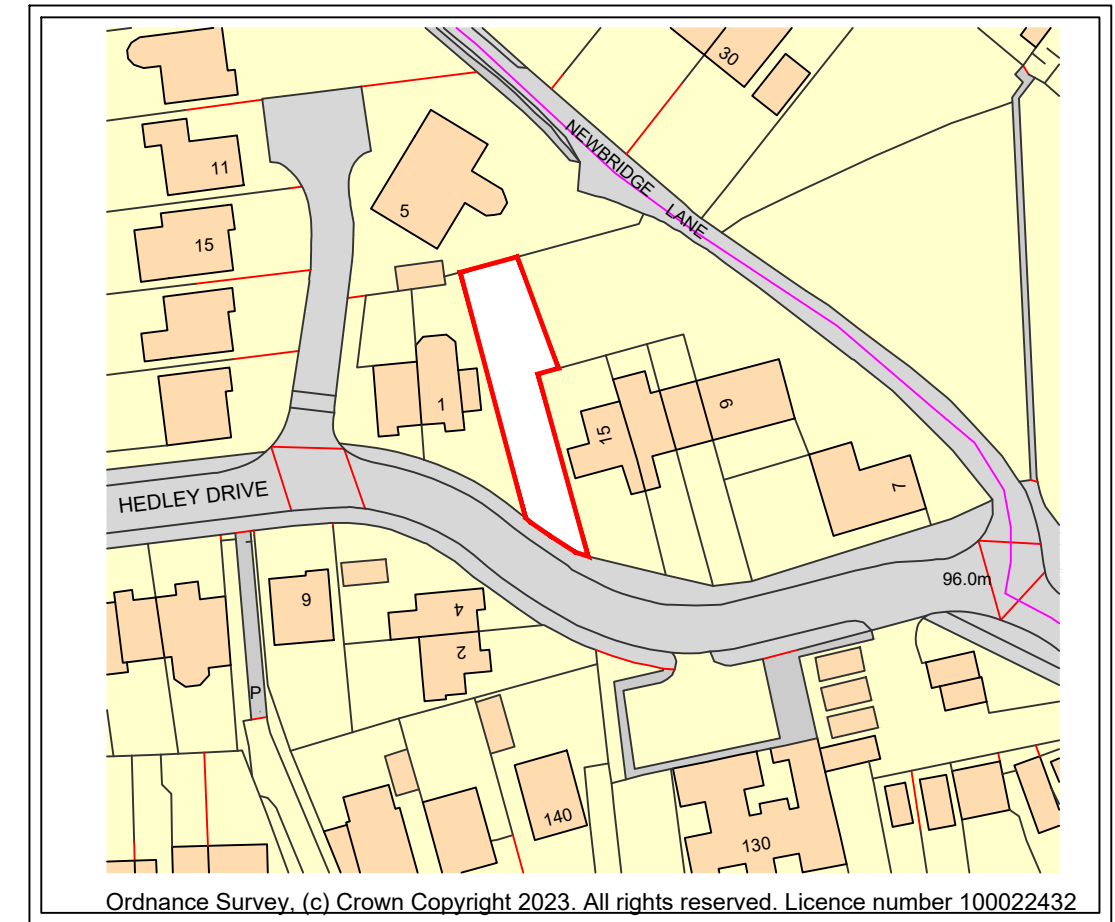 30
NEWBRIDGE LANE
11
5
15
1
15
9
7
HEDLEY DRIVE
96.0m
9
4
2
P
140
130
Ordnance Survey, (c) Crown Copyright 2023. All rights reserved. Licence number 100022432